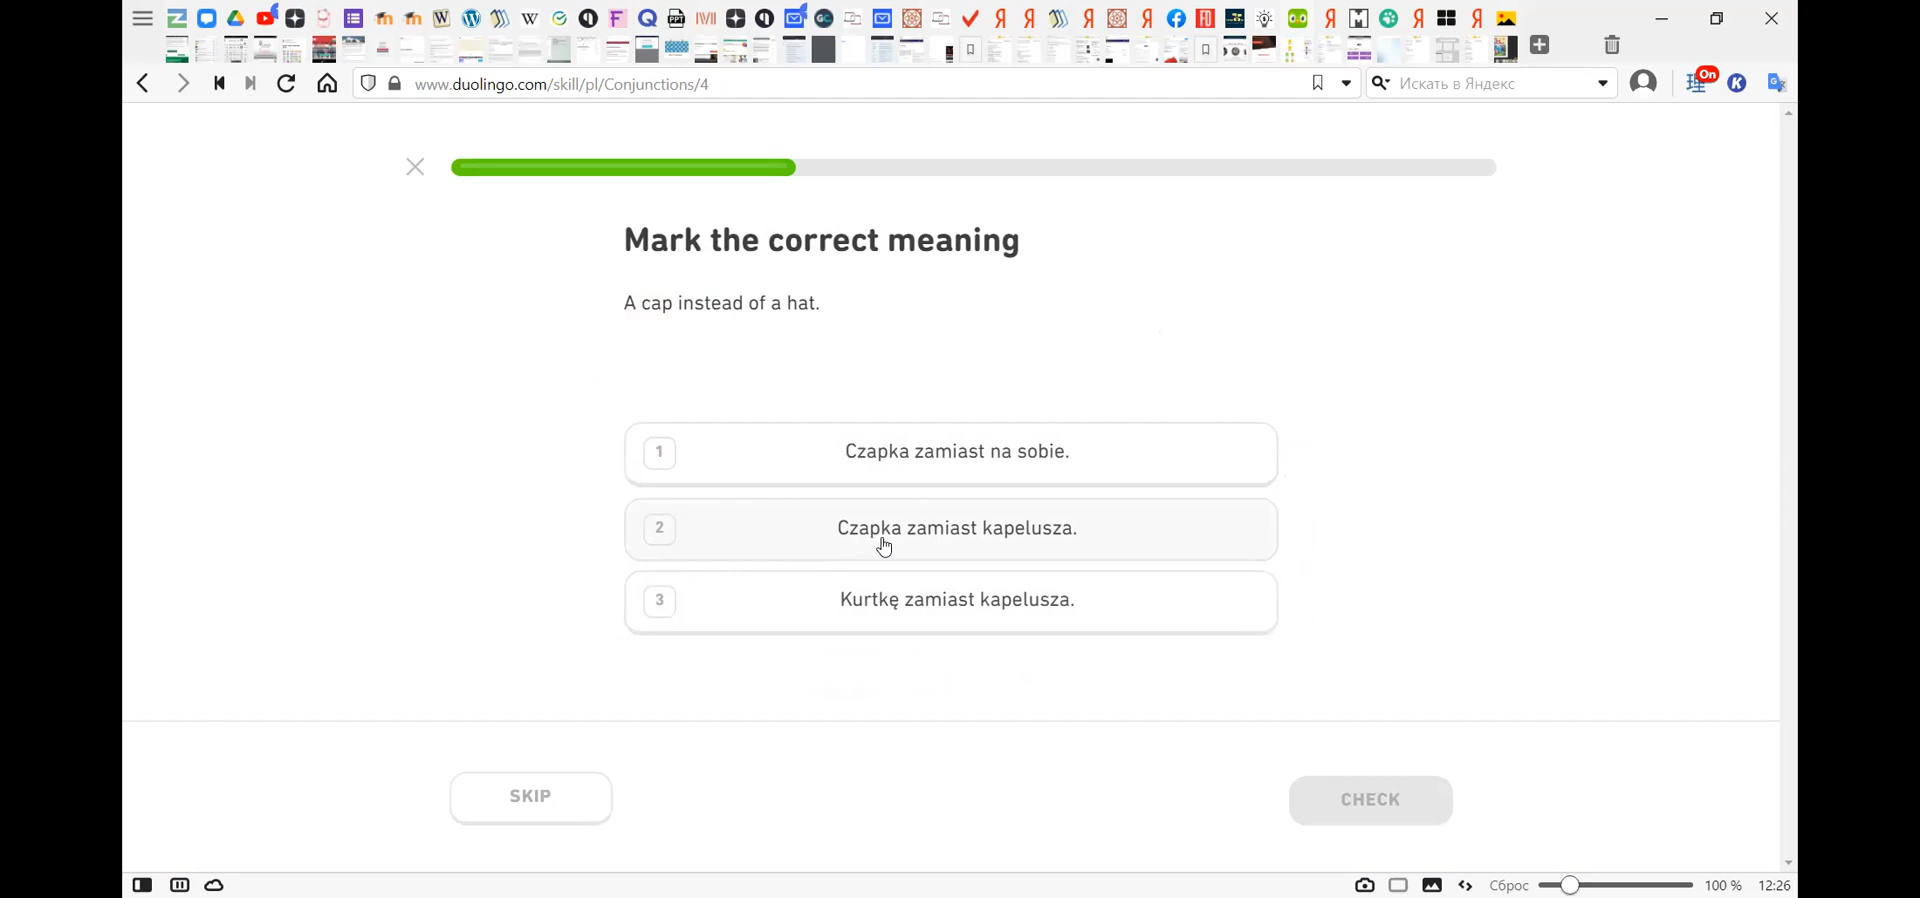 On
www.duolingo.com/skill/pl/Conjunctions/4
Искать в Яндекс
Mark the correct meaning
A cap instead of a hat.
1 Czapka zamiast na sobie.
2 Czapka zamiast kapelusza.
3 Kurtkę zamiast kapelusza.
SKIP
CHECK
Сброс
100 %
12:26